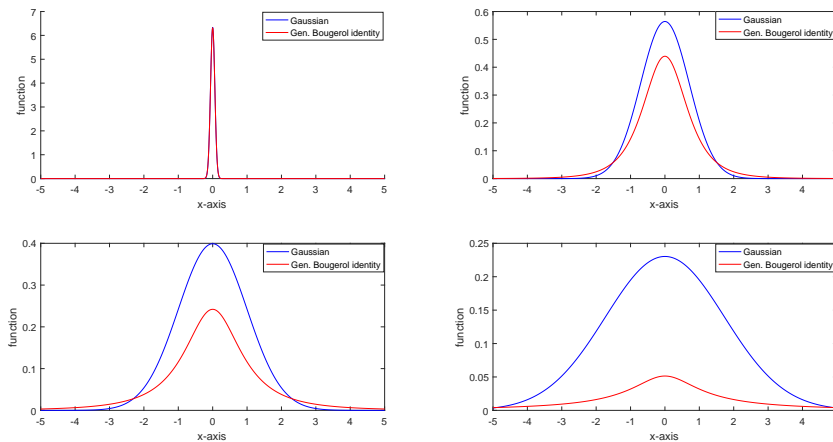 7
6
5
4
3
2
1
0
function
-5 -4 -3 -2 -1 0 1 2 3 4 5
x-axis
Gaussian
Gen. Bougerol identity
0.6
0.5
0.4
0.3
0.2
0.1
0
function
-5 -4 -3 -2 -1 0 1 2 3 4
x-axis
Gaussian
Gen. Bougerol identity
0.4
0.3
0.2
0.1
0
function
-5 -4 -3 -2 -1 0 1 2 3 4 5
x-axis
Gaussian
Gen. Bougerol identity
0.25
0.2
0.15
0.1
0.05
0
function
-5 -4 -3 -2 -1 0 1 2 3 4
x-axis
Gaussian
Gen. Bougerol identity